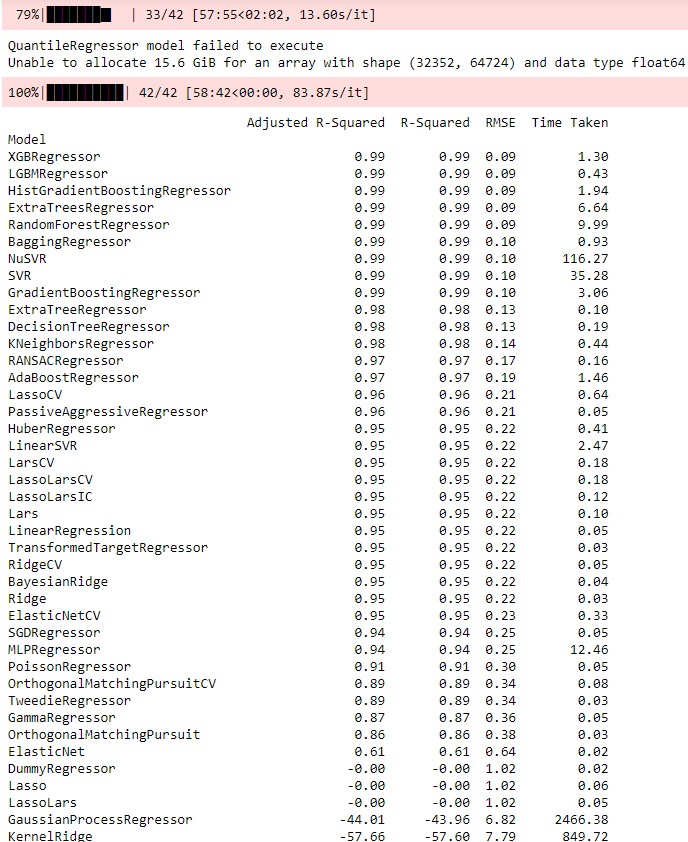 79%|███████ | 33/42 [57:55<02:02, 13.60s/it]
QuantileRegressor model failed to execute
Unable to allocate 15.6 GiB for an array with shape (32352, 64724) and data type float64
100%|██████████| 42/42 [58:42<00:00, 83.87s/it]
Adjusted R-Squared R-Squared RMSE Time Taken
Model
XGBRegressor 0.99 0.99 0.09 1.30
LGBMRegressor 0.99 0.99 0.09 0.43
HistGradientBoostingRegressor 0.99 0.99 0.09 1.94
ExtraTreesRegressor 0.99 0.99 0.09 6.64
RandomForestRegressor 0.99 0.99 0.09 9.99
BaggingRegressor 0.99 0.99 0.10 0.93
NuSVR 0.99 0.99 0.10 116.27
SVR 0.99 0.99 0.10 35.28
GradientBoostingRegressor 0.99 0.99 0.10 3.06
ExtraTreeRegressor 0.98 0.98 0.13 0.10
DecisionTreeRegressor 0.98 0.98 0.13 0.19
KNeighborsRegressor 0.98 0.98 0.14 0.44
RANSACRegressor 0.97 0.97 0.17 0.16
AdaBoostRegressor 0.97 0.97 0.19 1.46
LassoCV 0.96 0.96 0.21 0.64
PassiveAggressiveRegressor 0.96 0.96 0.21 0.05
HuberRegressor 0.95 0.95 0.22 0.41
LinearSVR 0.95 0.95 0.22 2.47
LarsCV 0.95 0.95 0.22 0.18
LassoLarsCV 0.95 0.95 0.22 0.18
LassoLarsIC 0.95 0.95 0.22 0.12
Lars 0.95 0.95 0.22 0.10
LinearRegression 0.95 0.95 0.22 0.05
TransformedTargetRegressor 0.95 0.95 0.22 0.03
RidgeCV 0.95 0.95 0.22 0.05
BayesianRidge 0.95 0.95 0.22 0.04
Ridge 0.95 0.95 0.22 0.03
ElasticNetCV 0.95 0.95 0.23 0.33
SGDRegressor 0.94 0.94 0.25 0.05
MLPRegressor 0.94 0.94 0.25 12.46
PoissonRegressor 0.91 0.91 0.30 0.05
OrthogonalMatchingPursuitCV 0.89 0.89 0.34 0.08
TweedieRegressor 0.89 0.89 0.34 0.03
GammaRegressor 0.87 0.87 0.36 0.05
OrthogonalMatchingPursuit 0.86 0.86 0.38 0.03
ElasticNet 0.61 0.61 0.64 0.02
DummyRegressor -0.00 -0.00 1.02 0.02
Lasso -0.00 -0.00 1.02 0.06
LassoLars -0.00 -0.00 1.02 0.05
GaussianProcessRegressor -44.01 -43.96 6.82 2466.38
KernelRidge -57.66 -57.60 7.79 849.72